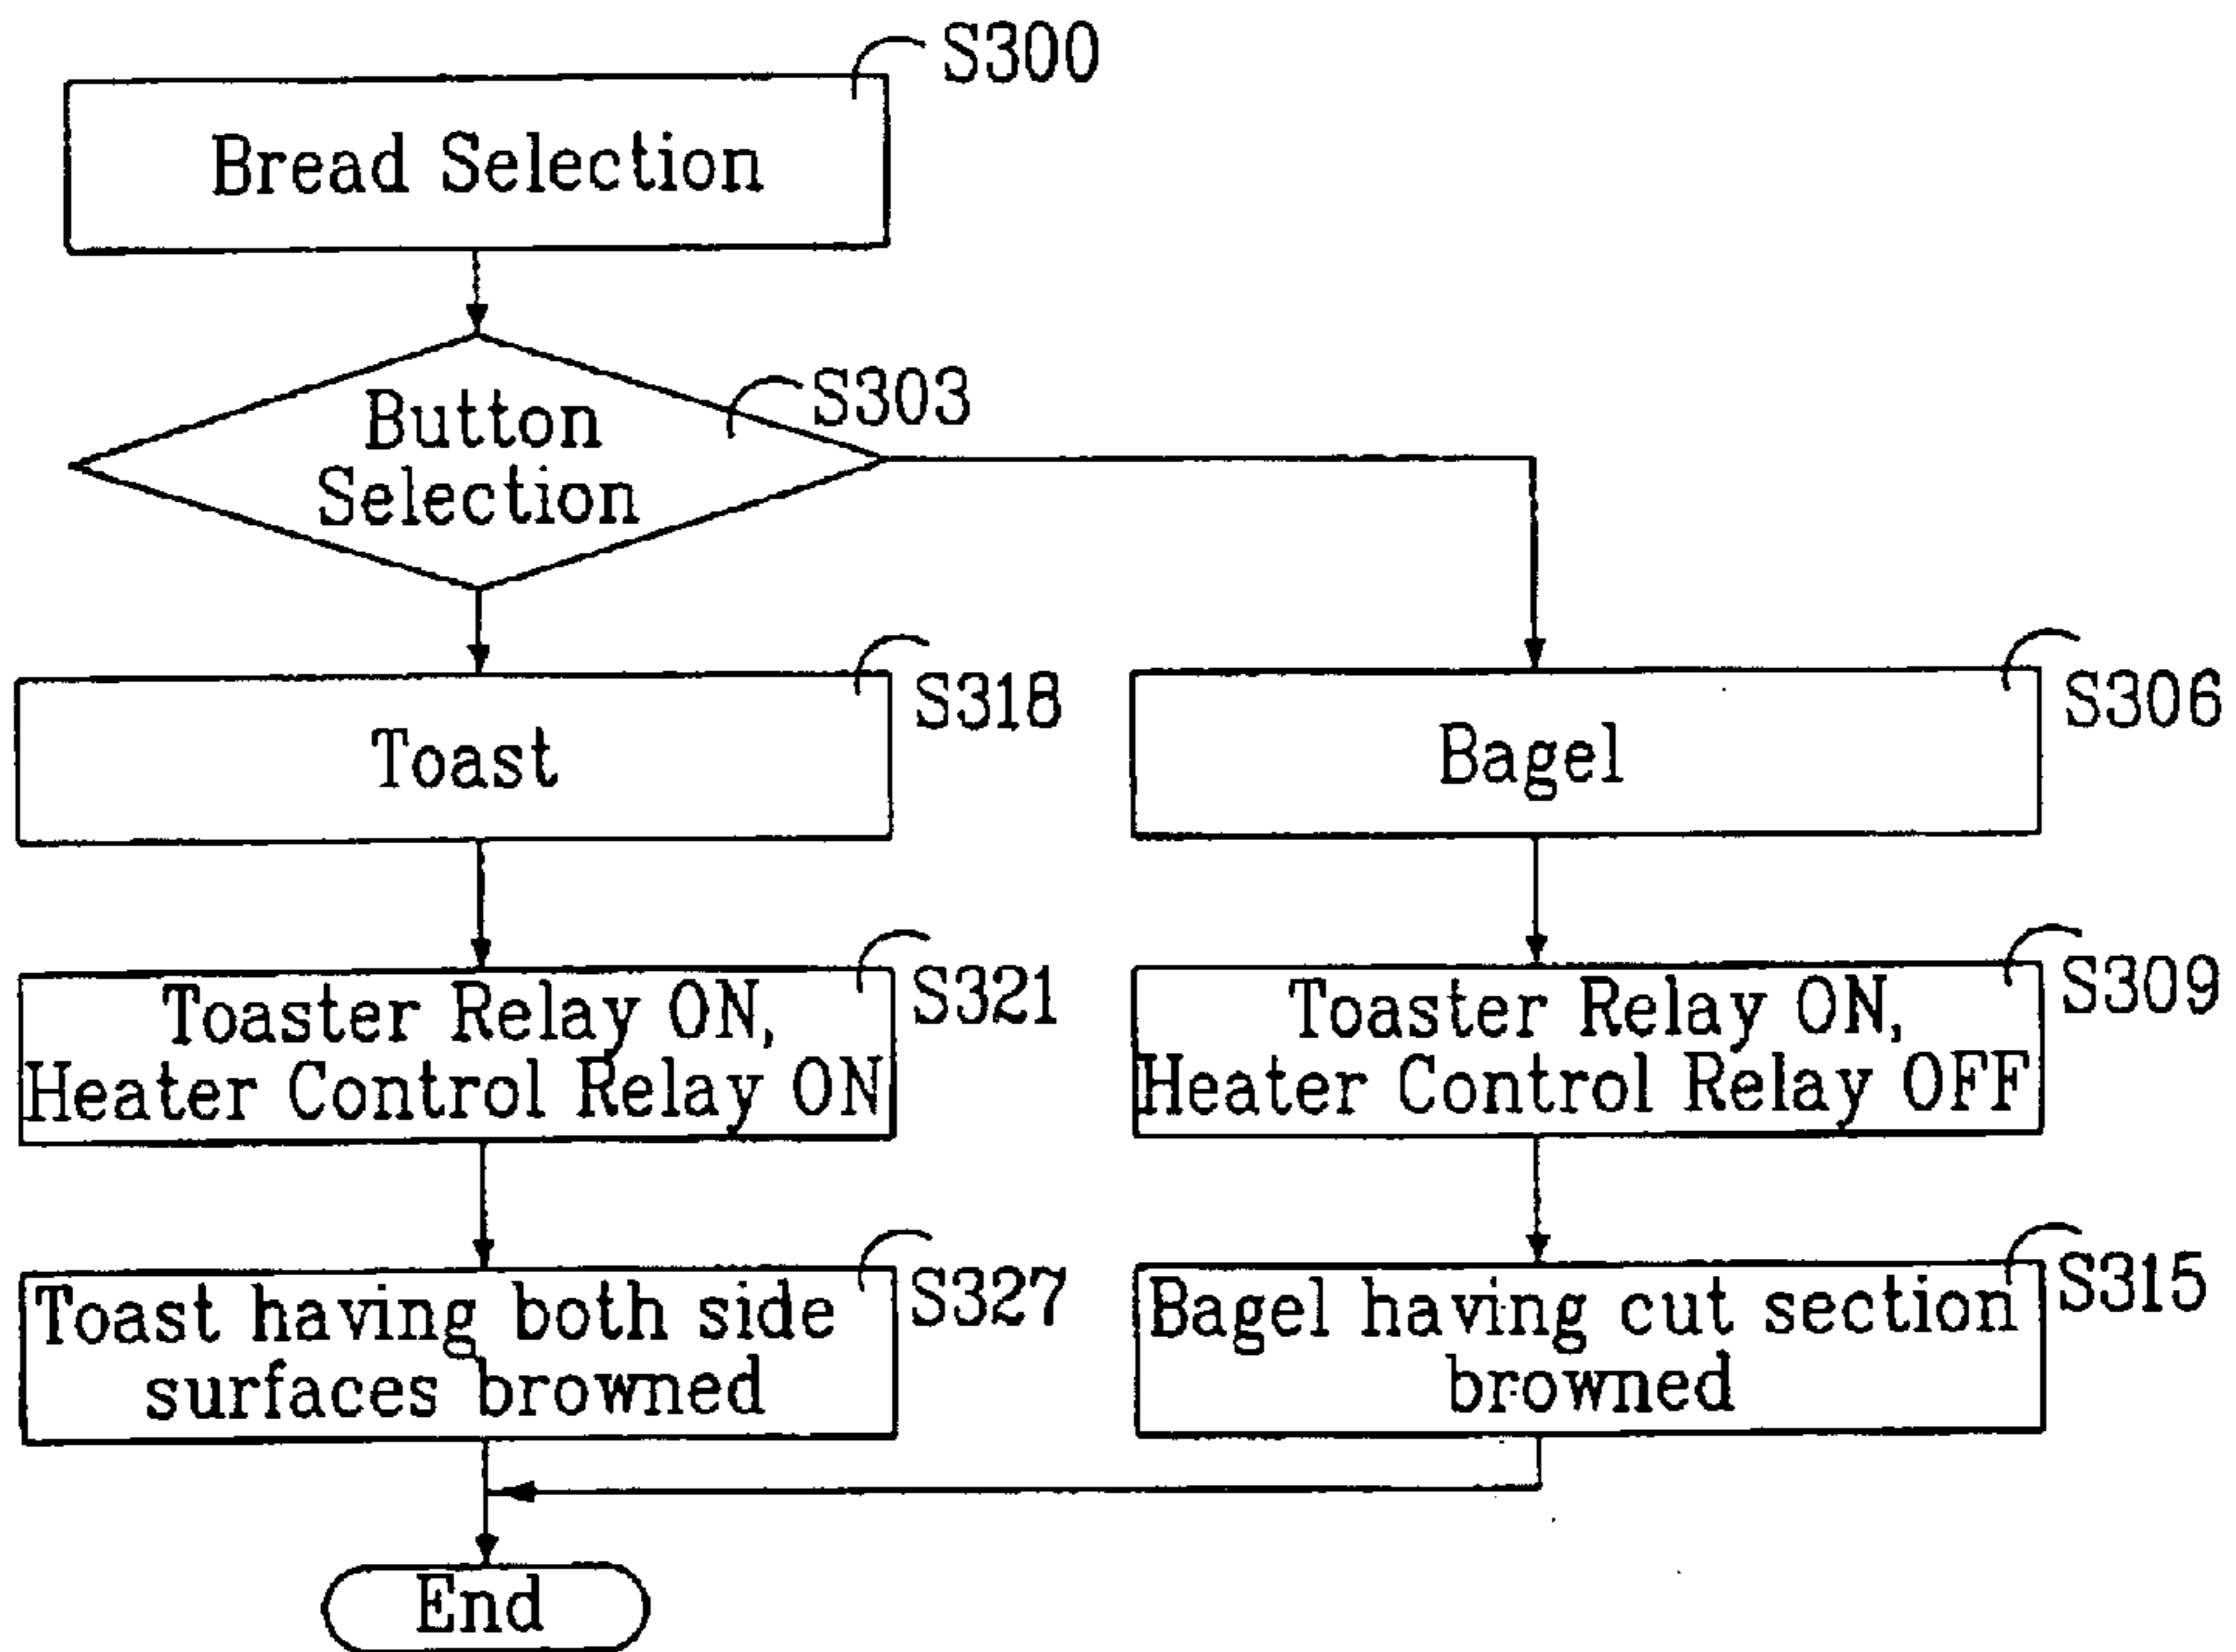 S300
Bread Selection
S303
Button
Selection
S318
Toast
S306
Bagel
S321
Toaster Relay ON,
Heater Control Relay ON
S309
Toaster Relay ON,
Heater Control Relay OFF
S327
Toast having both side
surfaces browned
S315
Bagel having cut section
browned
End